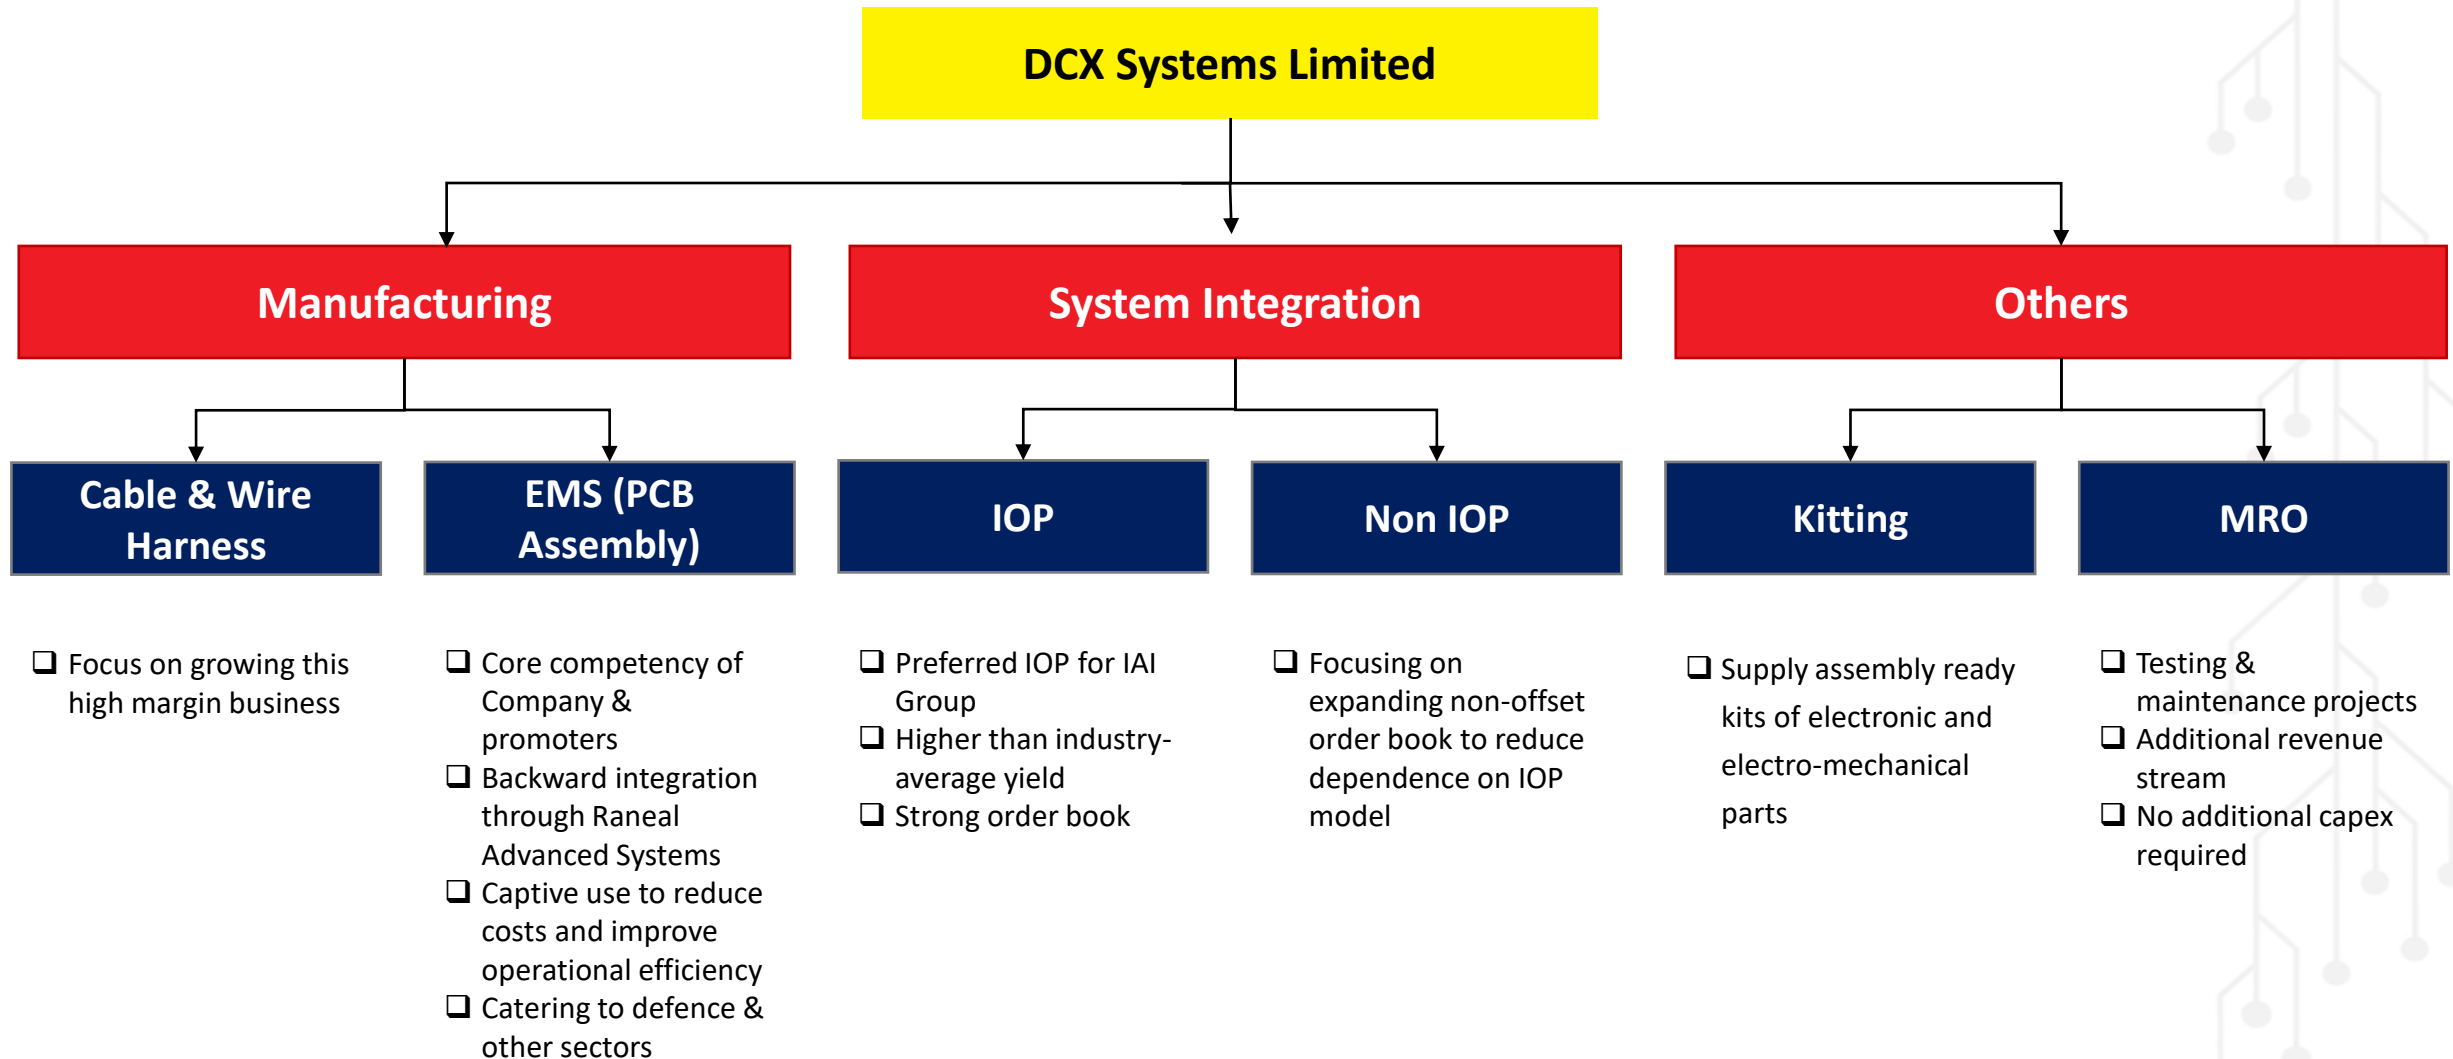 DCX Systems Limited
Manufacturing
System Integration
Others
Cable & Wire
Harness
EMS (PCB
Assembly)
IOP
Non IOP
Kitting
MRO
❑ Focus on growing this
high margin business
❑ Core competency of
Company &
promoters
❑ Backward integration
through Raneal
Advanced Systems
❑ Captive use to reduce
costs and improve
operational efficiency
❑ Catering to defence &
other sectors
❑ Preferred IOP for IAI
Group
❑ Higher than industry-
average yield
❑ Strong order book
❑ Focusing on
expanding non-offset
order book to reduce
dependence on IOP
model
❑ Supply assembly ready
kits of electronic and
electro-mechanical
parts
❑ Testing &
maintenance projects
❑ Additional revenue
stream
❑ No additional capex
required